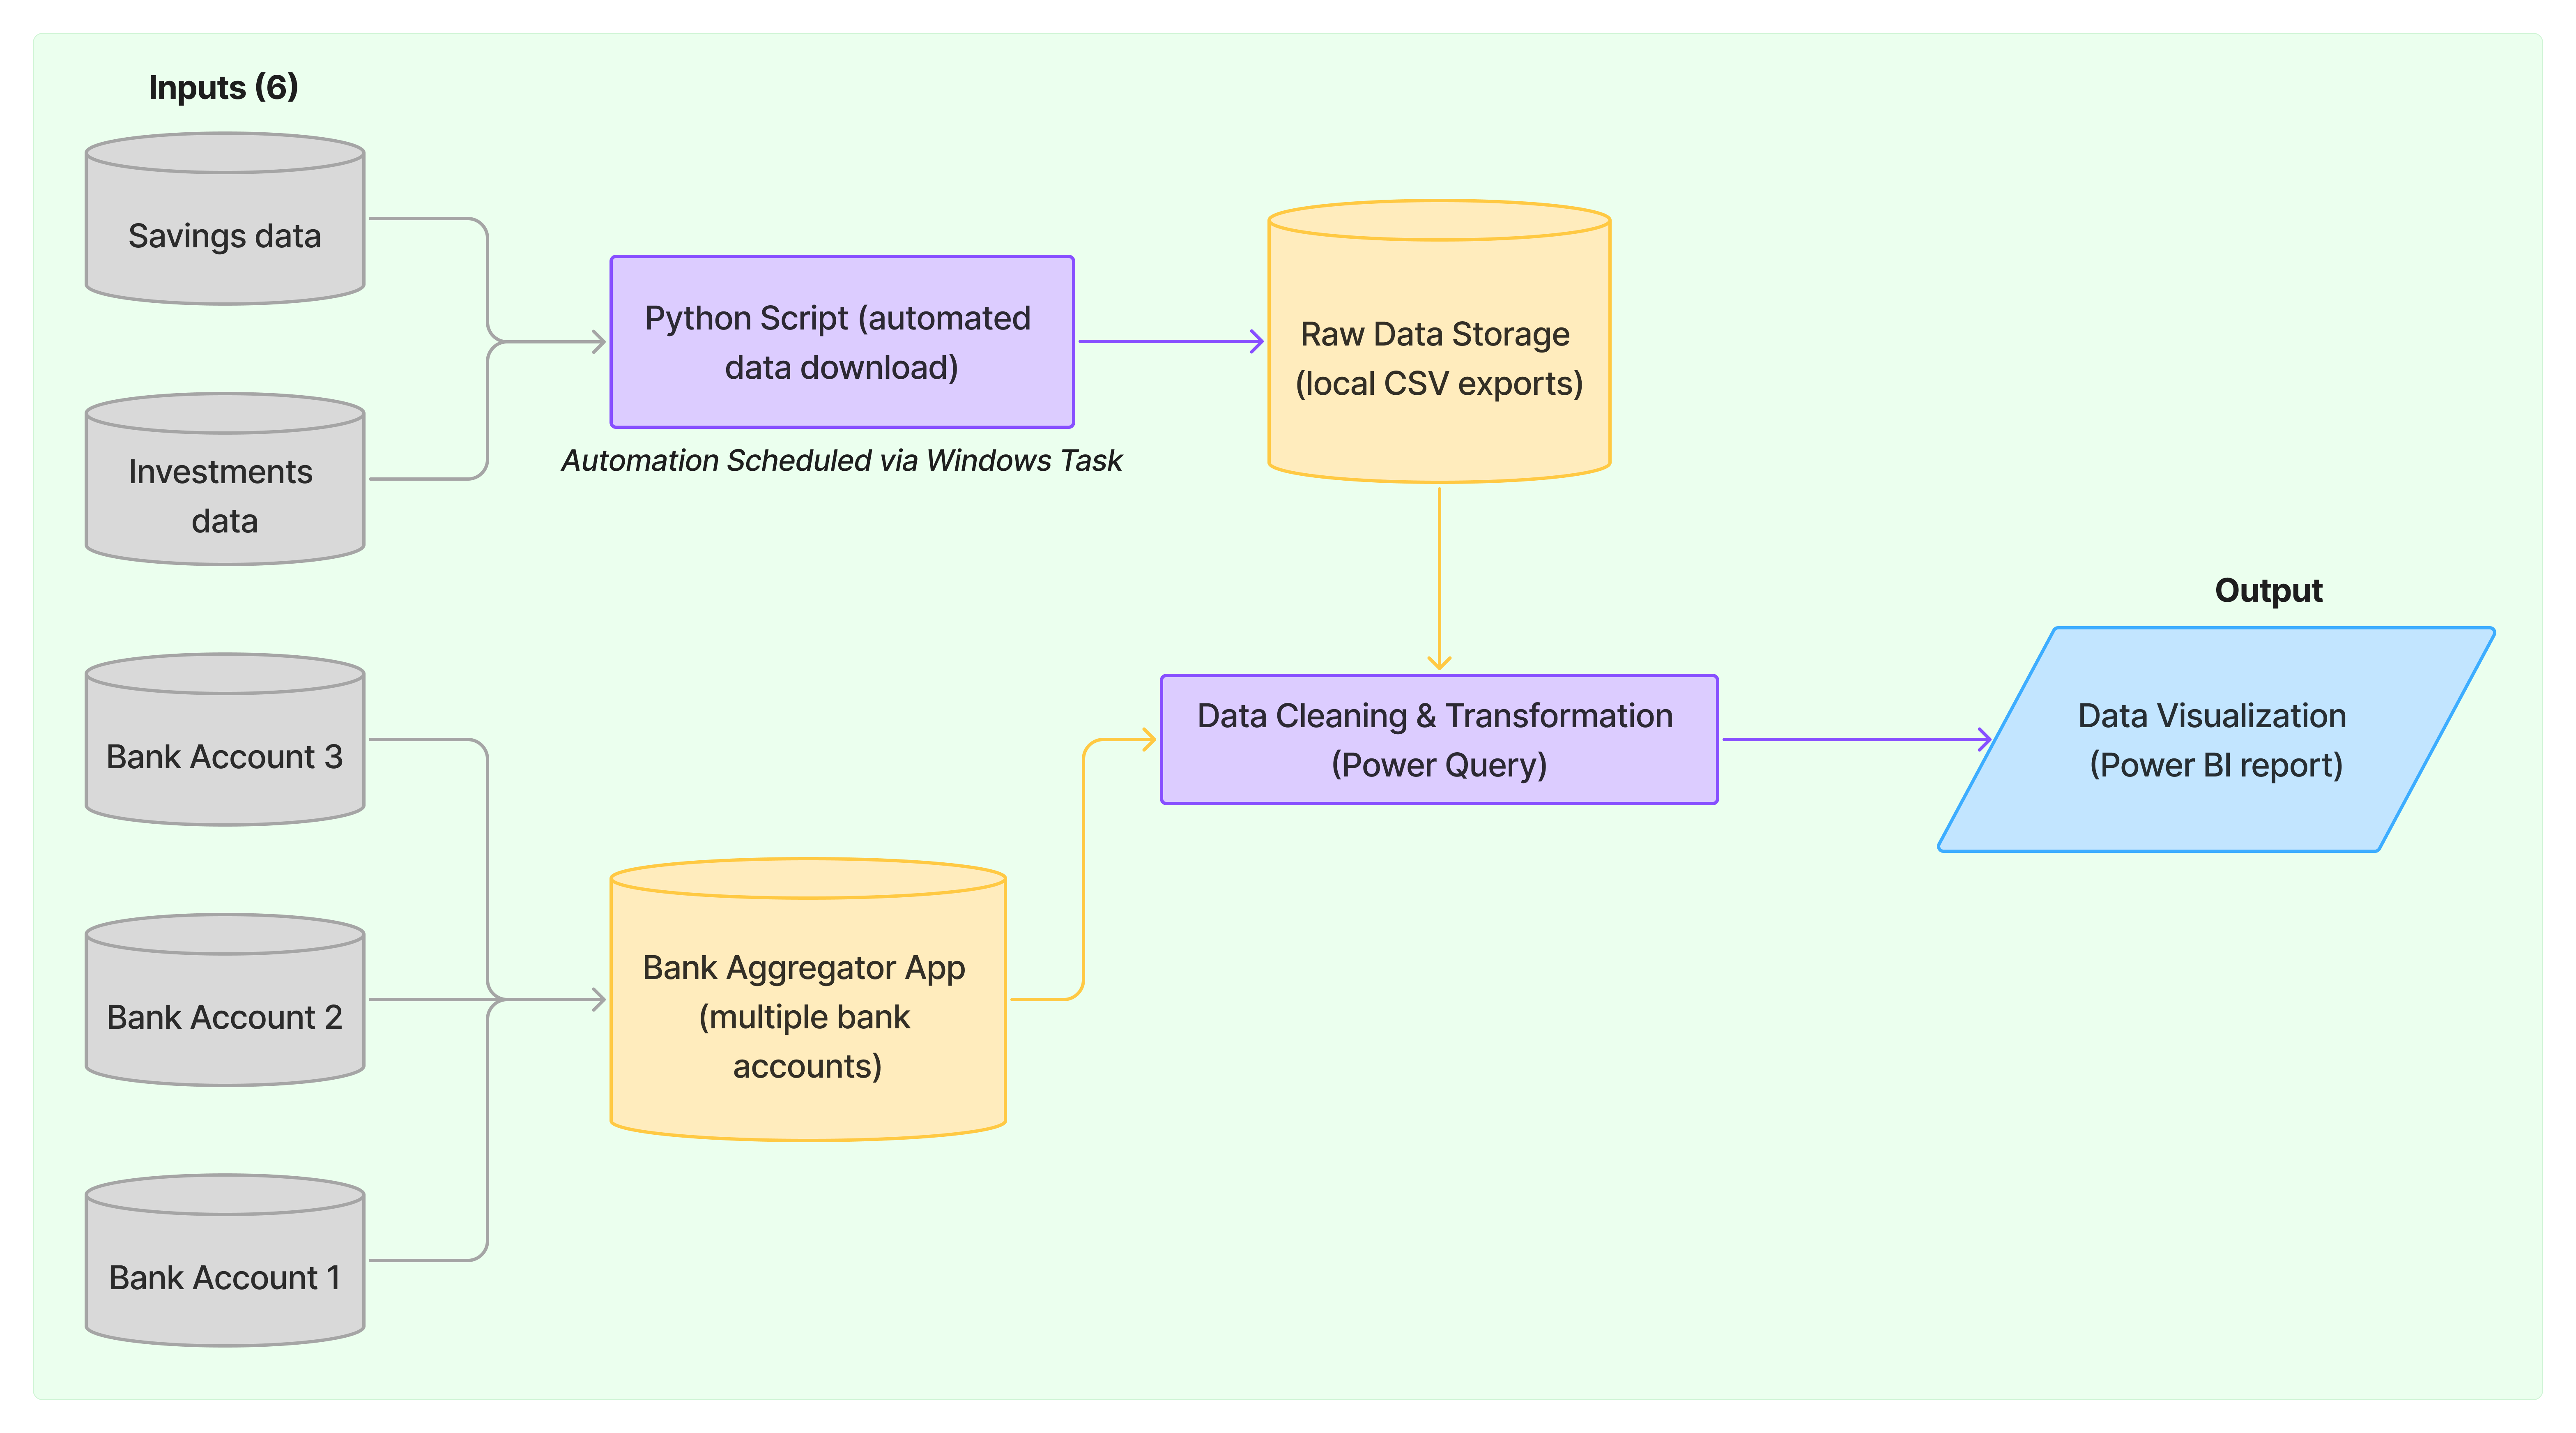 Inputs (6)
Savings data
Investments
data
Bank Account 3
Bank Account 2
Bank Account 1
Python Script (automated
data download)
Automation Scheduled via Windows Task
Raw Data Storage
(local CSV exports)
Bank Aggregator App
(multiple bank
accounts)
Data Cleaning & Transformation
(Power Query)
Output
Data Visualization
(Power BI report)